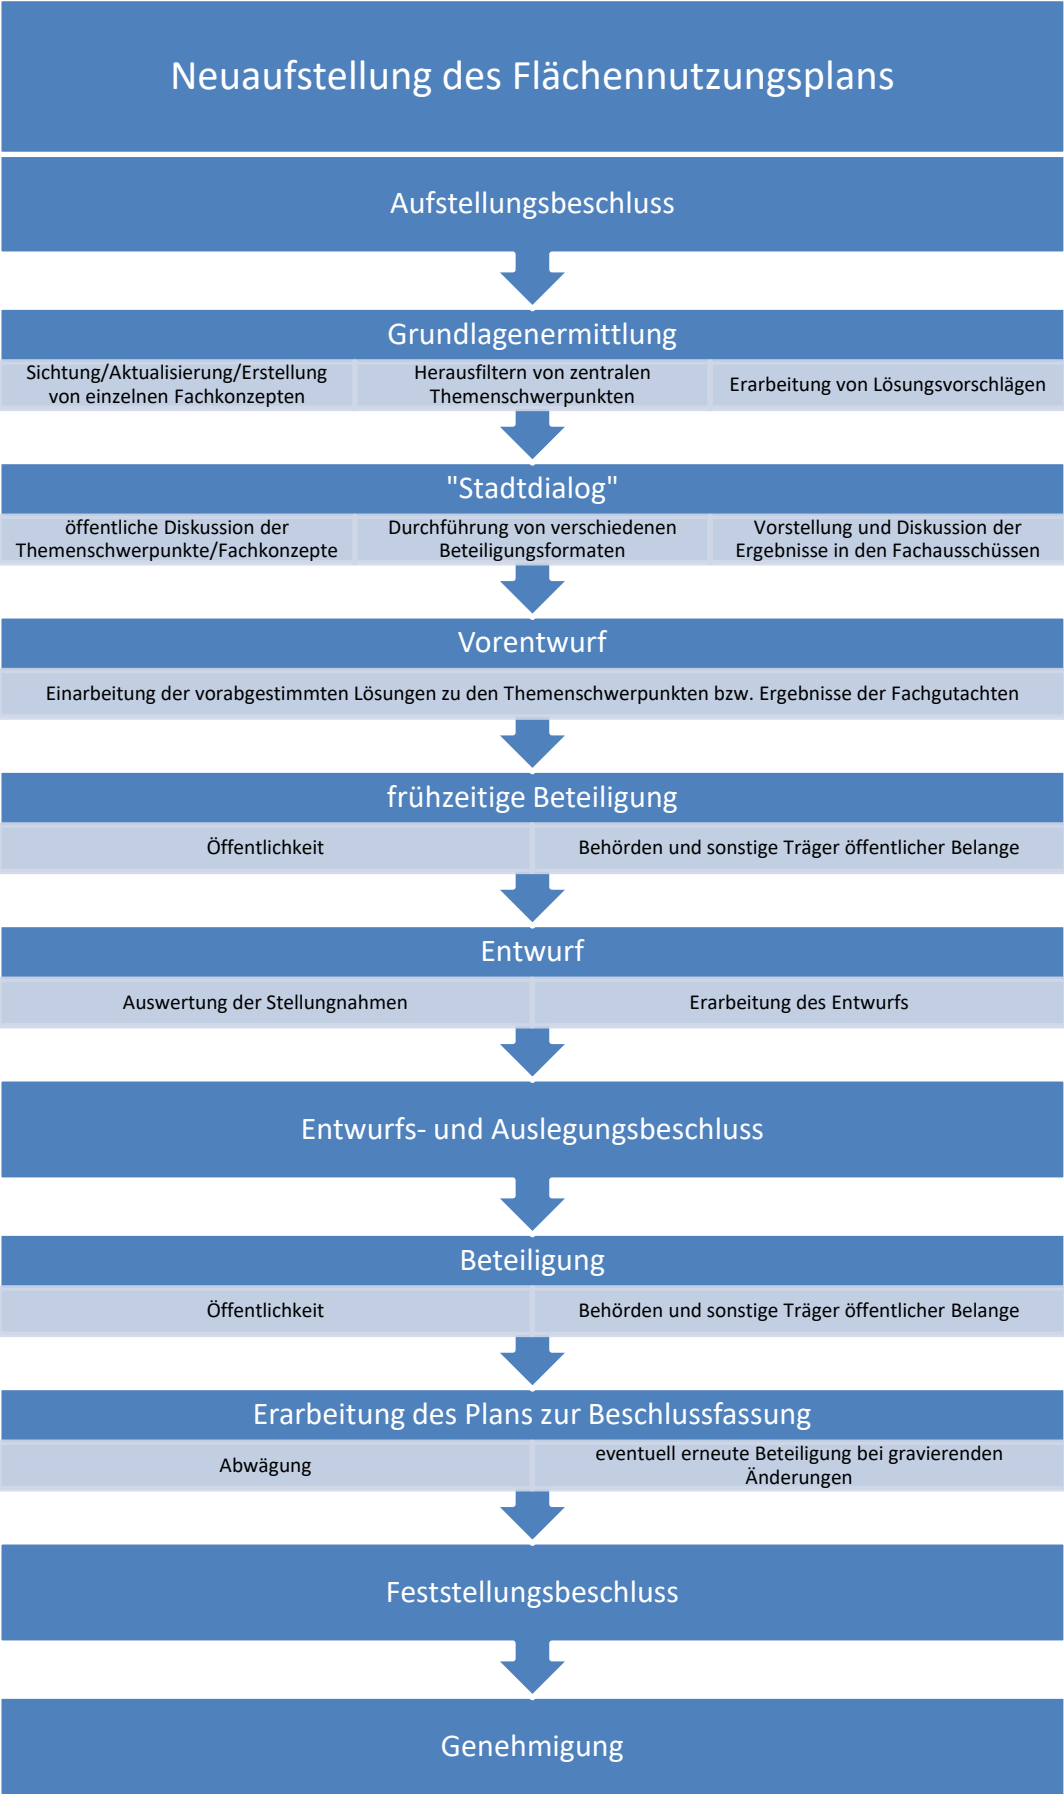 Neuaufstellung des Flächennutzungsplans
Aufstellungsbeschluss
Grundlagenermittlung
Sichtung/Aktualisierung/Erstellung
von einzelnen Fachkonzepten
Herausfiltern von zentralen
Themenschwerpunkten
Erarbeitung von Lösungsvorschlägen
"Stadtdialog"
öffentliche Diskussion der
Themenschwerpunkte/Fachkonzepte
Durchführung von verschiedenen
Beteiligungsformaten
Vorstellung und Diskussion der
Ergebnisse in den Fachausschüssen
Vorentwurf
Einarbeitung der vorabgestimmten Lösungen zu den Themenschwerpunkten bzw. Ergebnisse der Fachgutachten
frühzeitige Beteiligung
Öffentlichkeit
Behörden und sonstige Träger öffentlicher Belange
Entwurf
Auswertung der Stellungnahmen
Erarbeitung des Entwurfs
Entwurfs- und Auslegungsbeschluss
Beteiligung
Öffentlichkeit
Behörden und sonstige Träger öffentlicher Belange
Erarbeitung des Plans zur Beschlussfassung
Abwägung
eventuell erneute Beteiligung bei gravierenden
Änderungen
Feststellungsbeschluss
Genehmigung